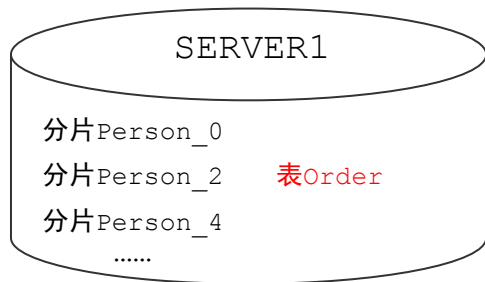 SERVER1
分片Person_0
分片Person_2 表Order
分片Person_4
……